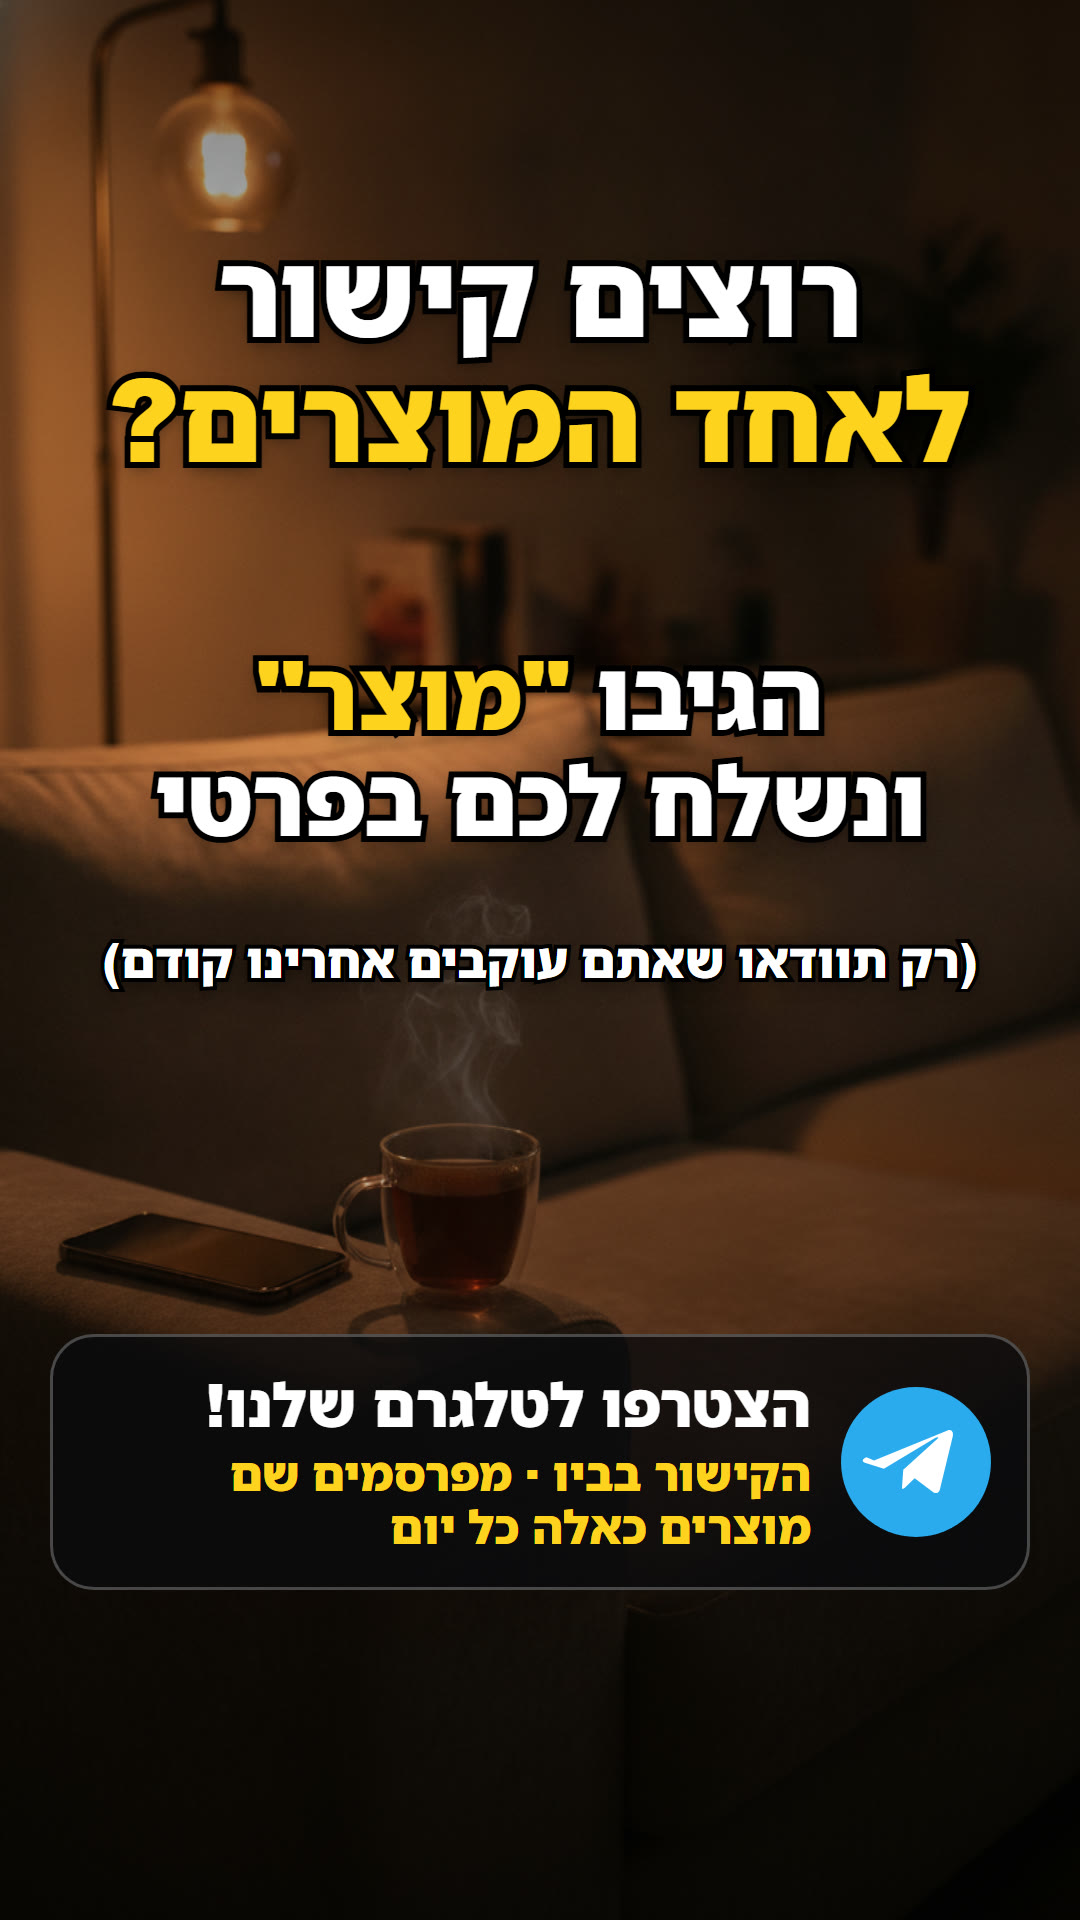 רוצים קישור
לאחד המוצרים?
הגיבו "מוצר"
ונשלח לכם בפרטי
(רק תוודאו שאתם עוקבים אחרינו קודם)
הצטרפו לטלגרם שלנו!
הקישור בביו · מפרסמים שם
מוצרים כאלה כל יום